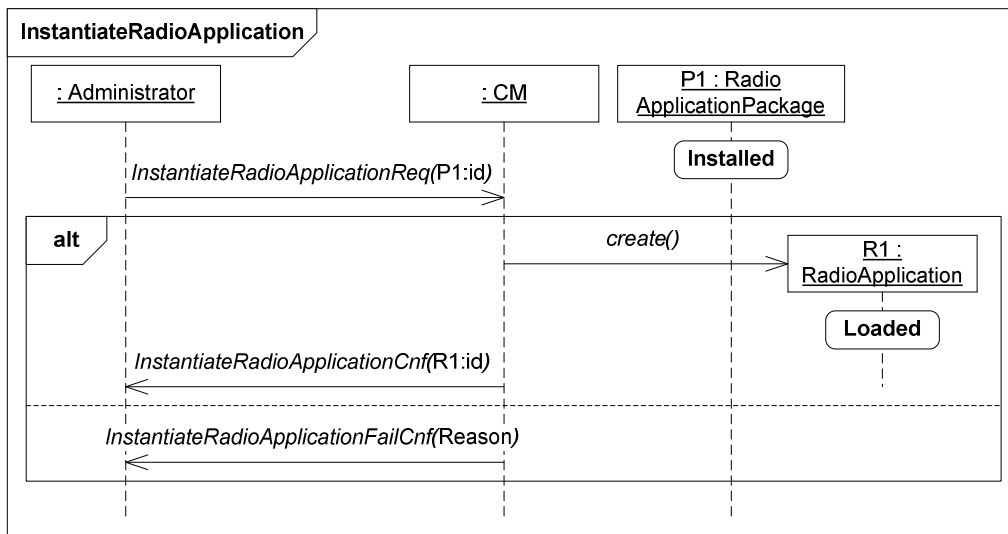 InstantiateRadioApplication
: Administrator
: CM
P1 : Radio
ApplicationPackage
Installed
InstantiateRadioApplicationReq(P1:id)
alt
create()
R1 :
RadioApplication
Loaded
InstantiateRadioApplicationCnf(R1:id)
InstantiateRadioApplicationFailCnf(Reason)